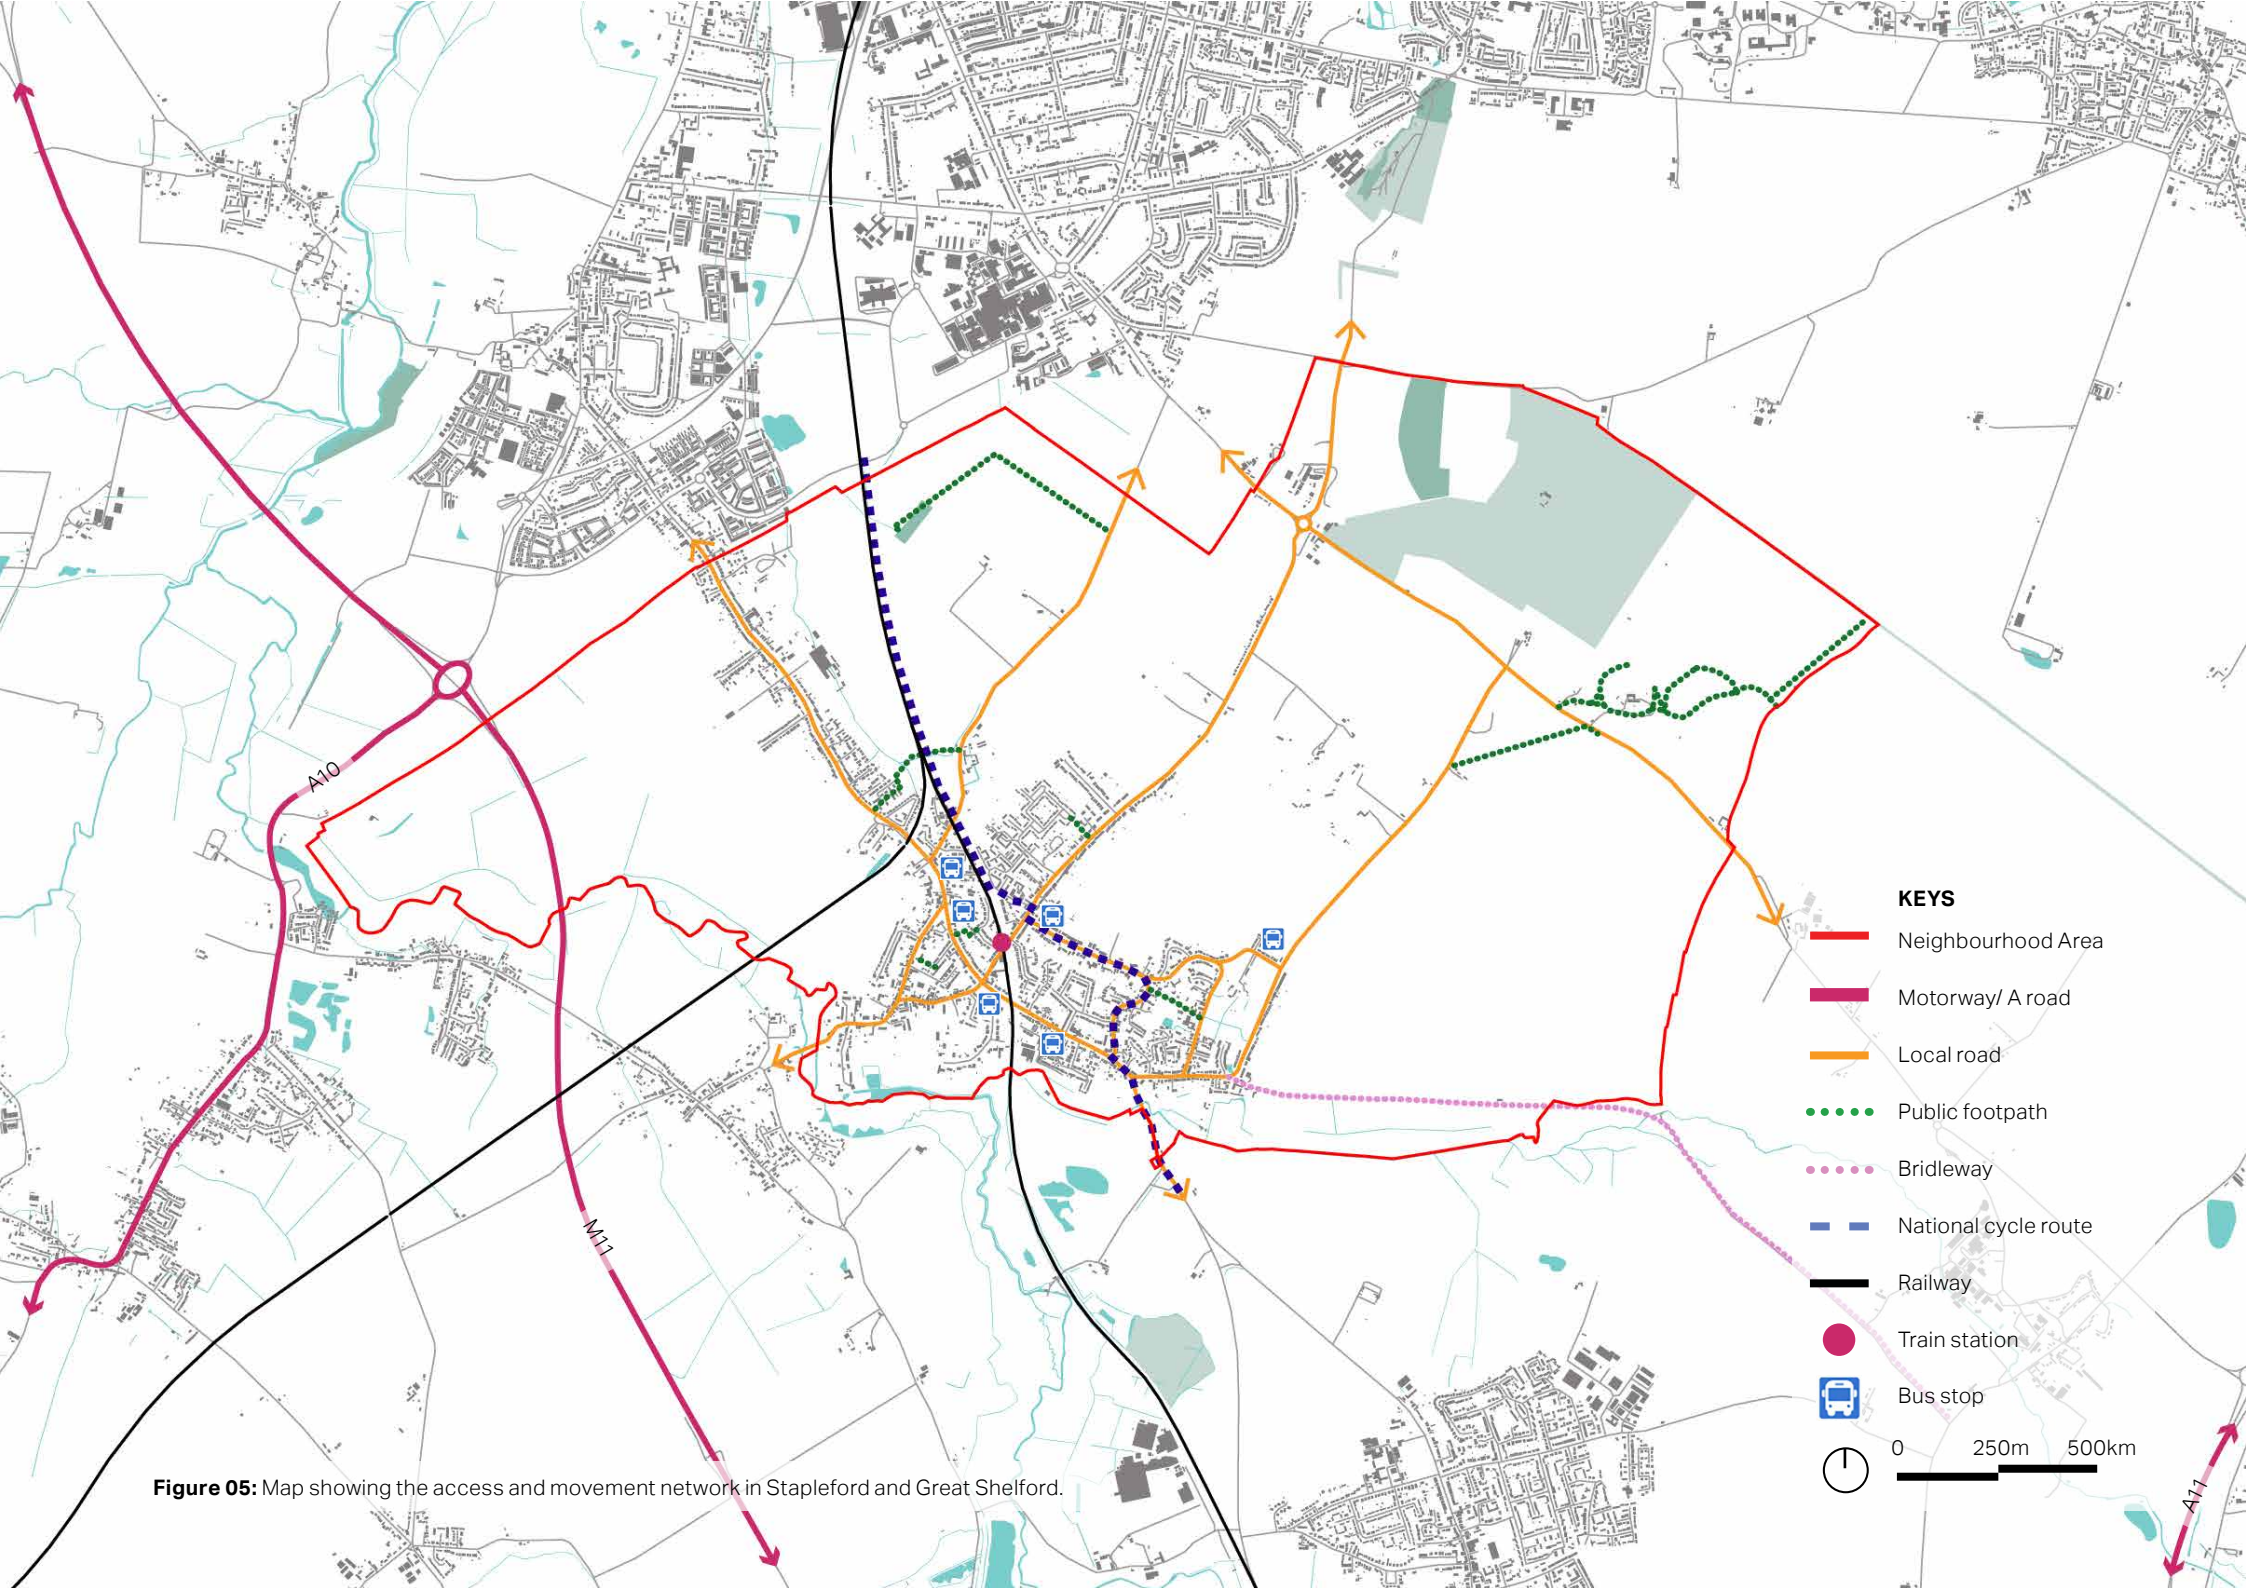 A10
M11
KEYS
Neighbourhood Area
Motorway/ A road
Local road
Public footpath
Bridleway
National cycle route
Railway
Train station
Bus stop
0 250m 500km
A11
Figure 05: Map showing the access and movement network in Stapleford and Great Shelford.